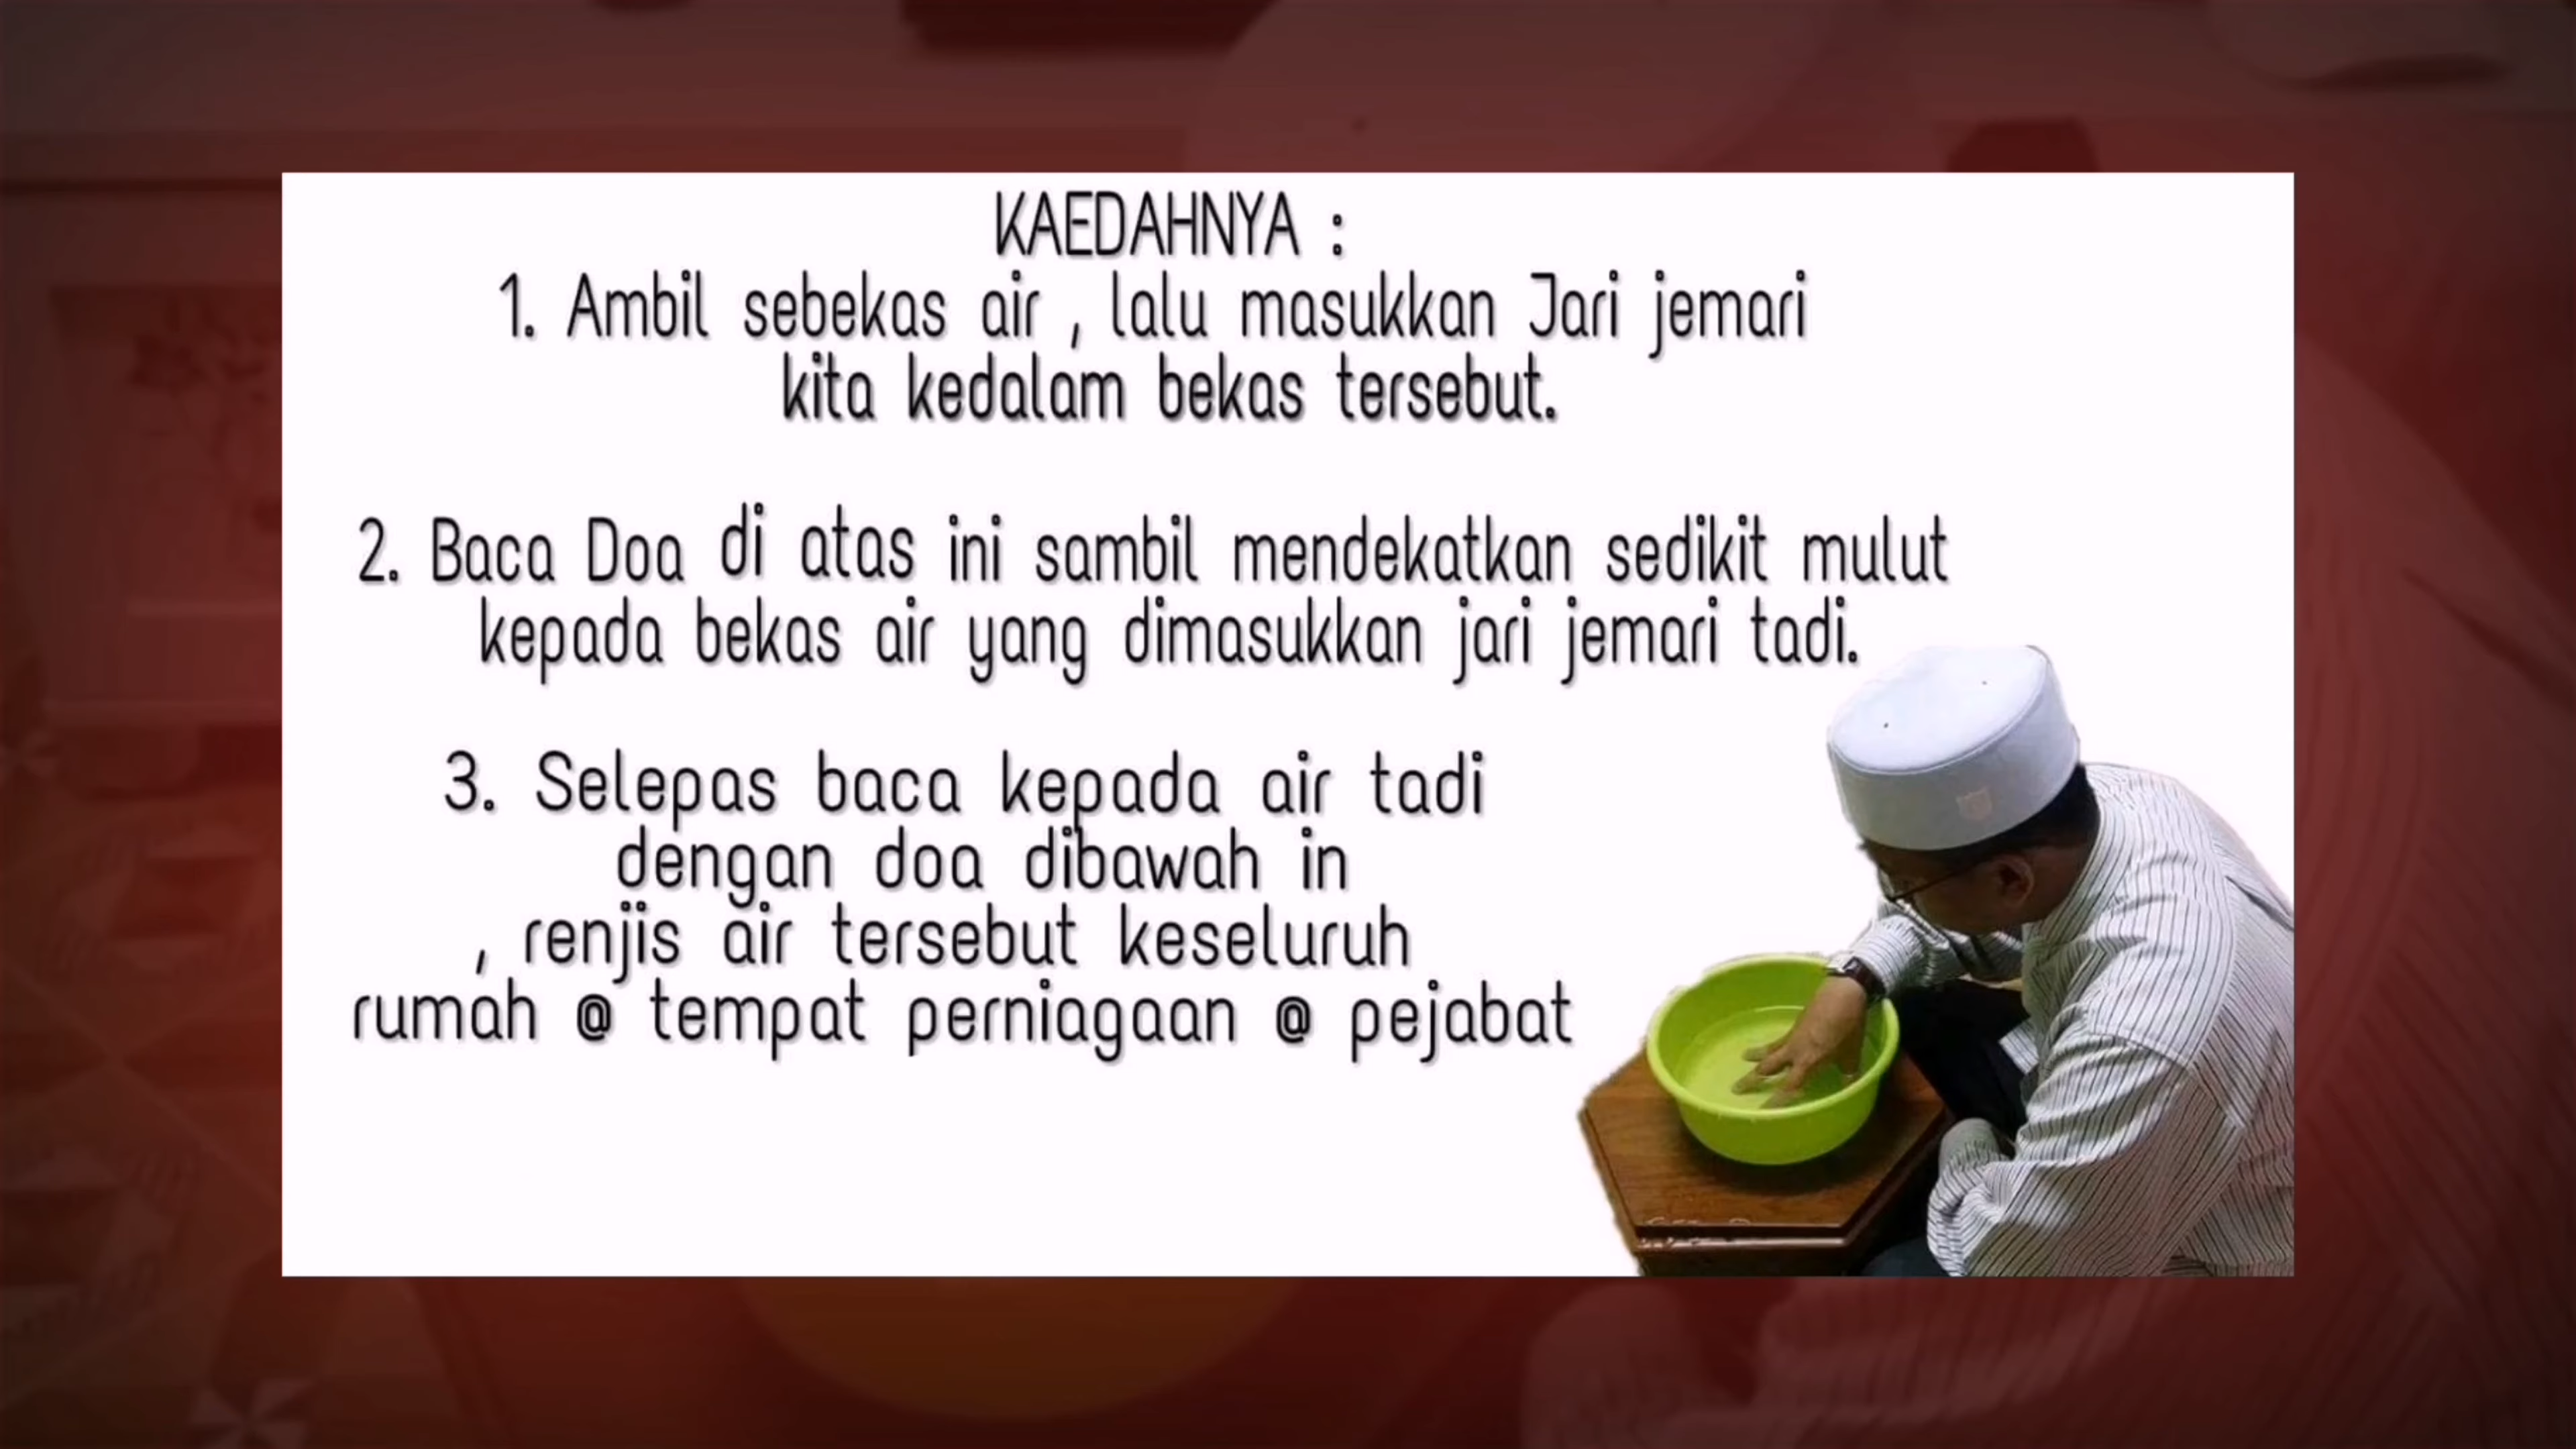 KAEDAHNYA :
1. Ambil sebekas air , lalu masukkan Jari jemari
kita kedalam bekas tersebut.
2. Baca Doa di atas ini sambil mendekatkan sedikit mulut
kepada bekas air yang dimasukkan jari jemari tadi.
3. Selepas baca kepada air tadi
dengan doa dibawah in
, renjis air tersebut keseluruh
rumah @ tempat perniagaan @ pejabat